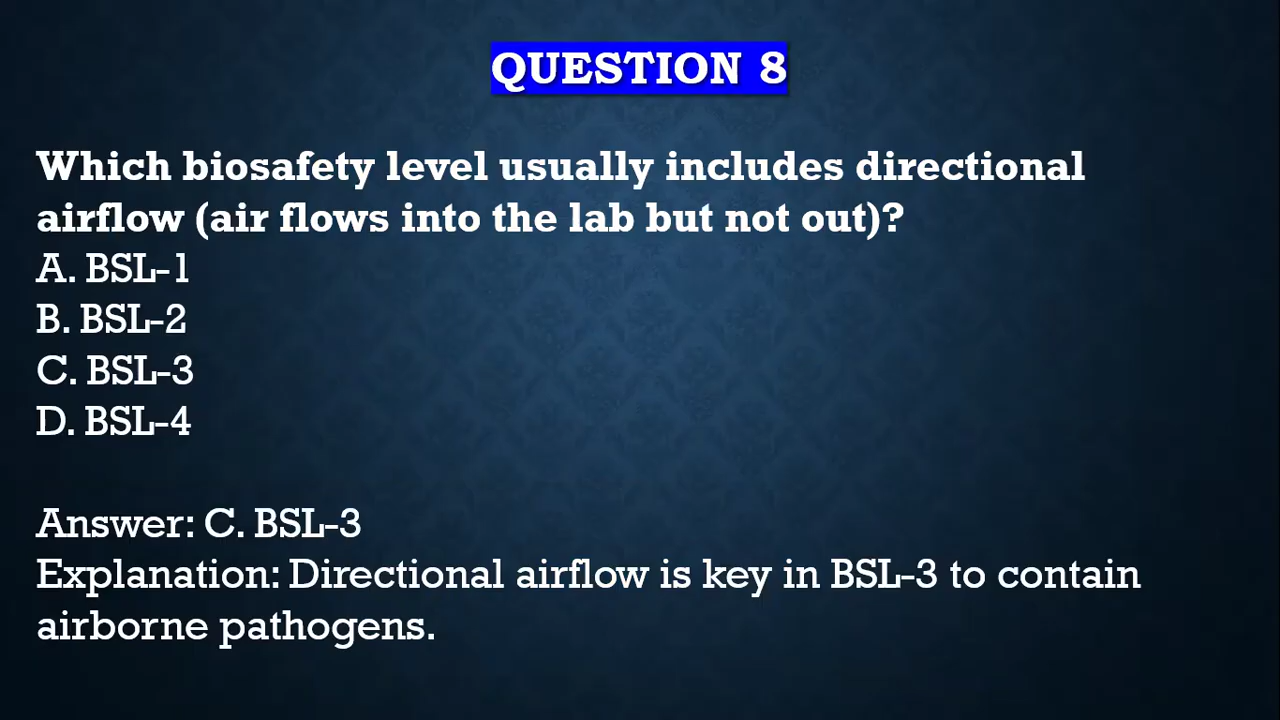 QUESTION 8
Which biosafety level usually includes directional
airflow (air flows into the lab but not out)?
A. BSL-1
B. BSL-2
C. BSL-3
D. BSL-4
Answer: C. BSL-3
Explanation: Directional airflow is key in BSL-3 to contain
airborne pathogens.